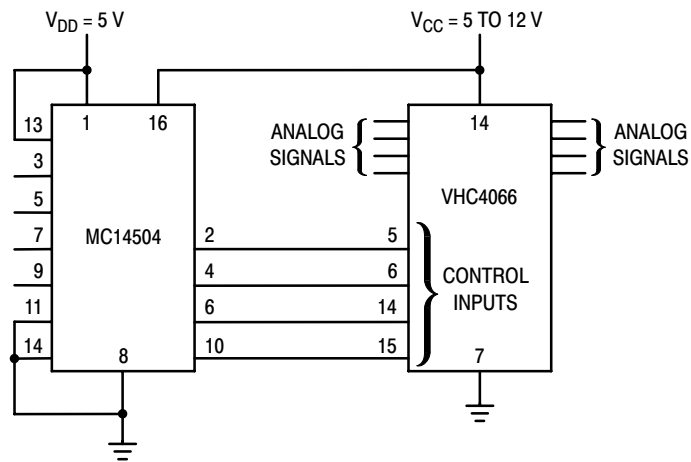 V_DD = 5 V
V_CC = 5 TO 12 V
13
1
16
3
5
7
9
11
14
MC14504
8
2
4
6
10
ANALOG
SIGNALS
14
ANALOG
SIGNALS
VHC4066
5
6
14
15
CONTROL
INPUTS
7